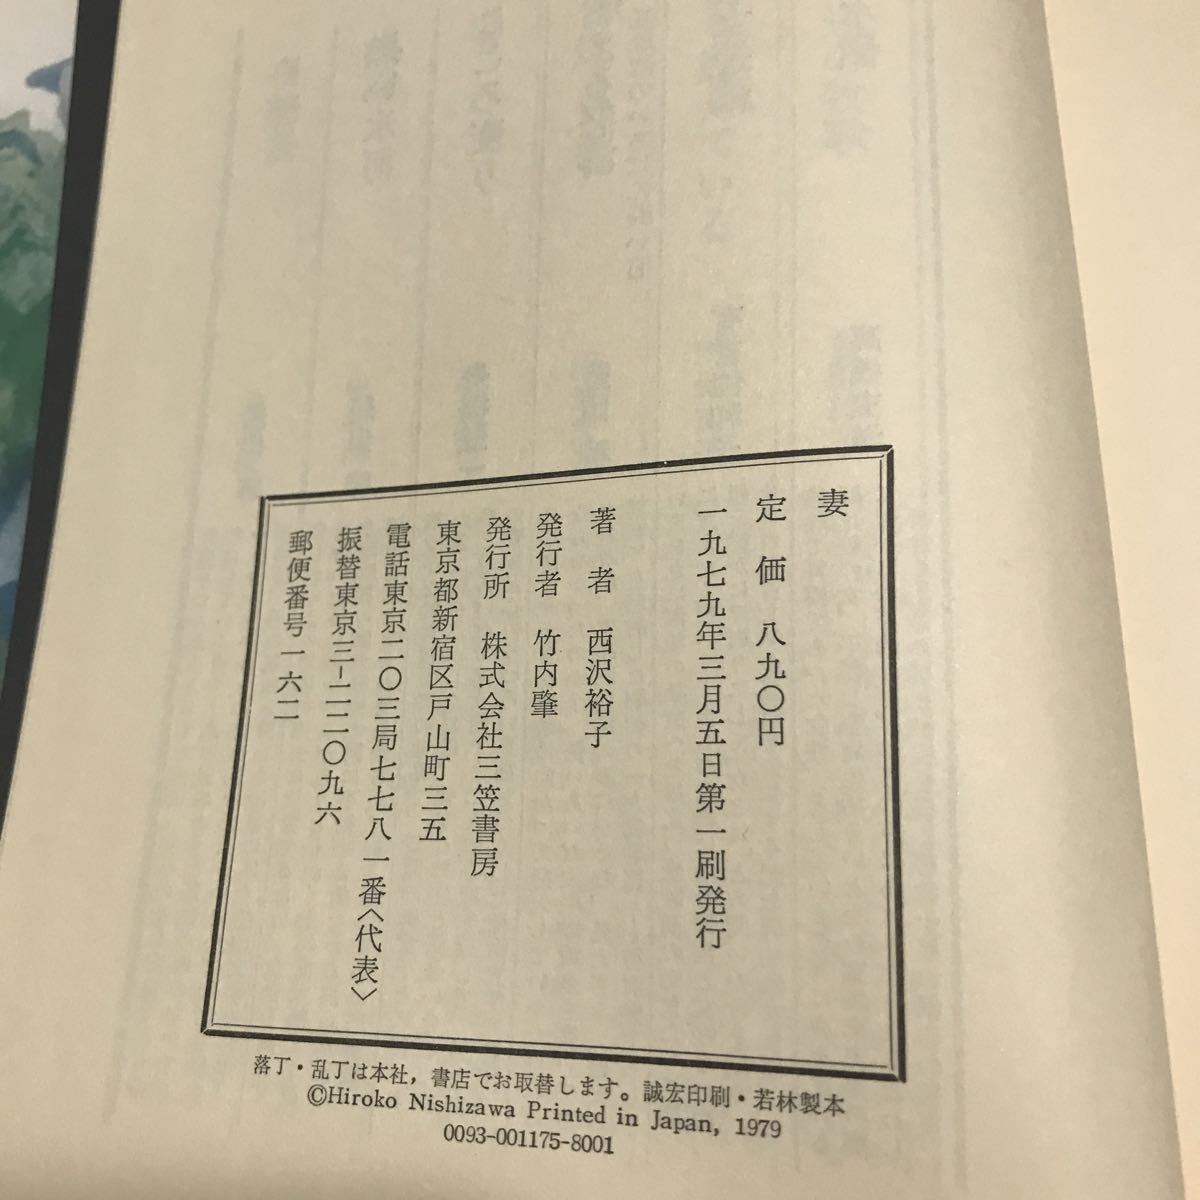 妻
定価 八九〇円
一九七九年三月五日第一刷発行
著者 西沢裕子
発行者 竹内肇
発行所 株式会社三笠書房
東京都新宿区戸山町三五
電話東京二〇三局七七八一番〈代表〉
振替東京三-二二〇九六
郵便番号一六二
落丁・乱丁は本社，書店でお取替します。誠宏印刷・若林製本
©Hiroko Nishizawa Printed in Japan, 1979
0093-001175-8001